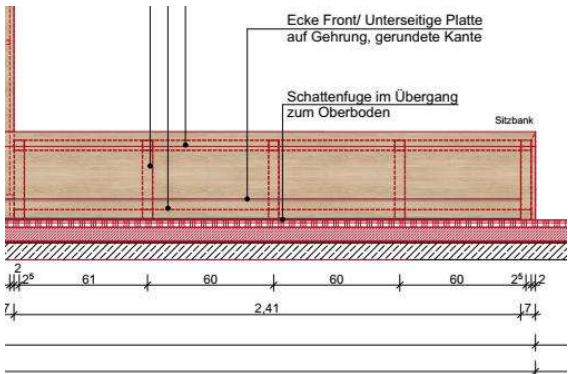 Ecke Front/ Unterseitige Platte
auf Gehrung, gerundete Kante
Schattenfuge im Übergang
zum Oberboden
Sitzbank
2
2⁵ 61 60 60 60 2⁵ 2
7 2,41 7